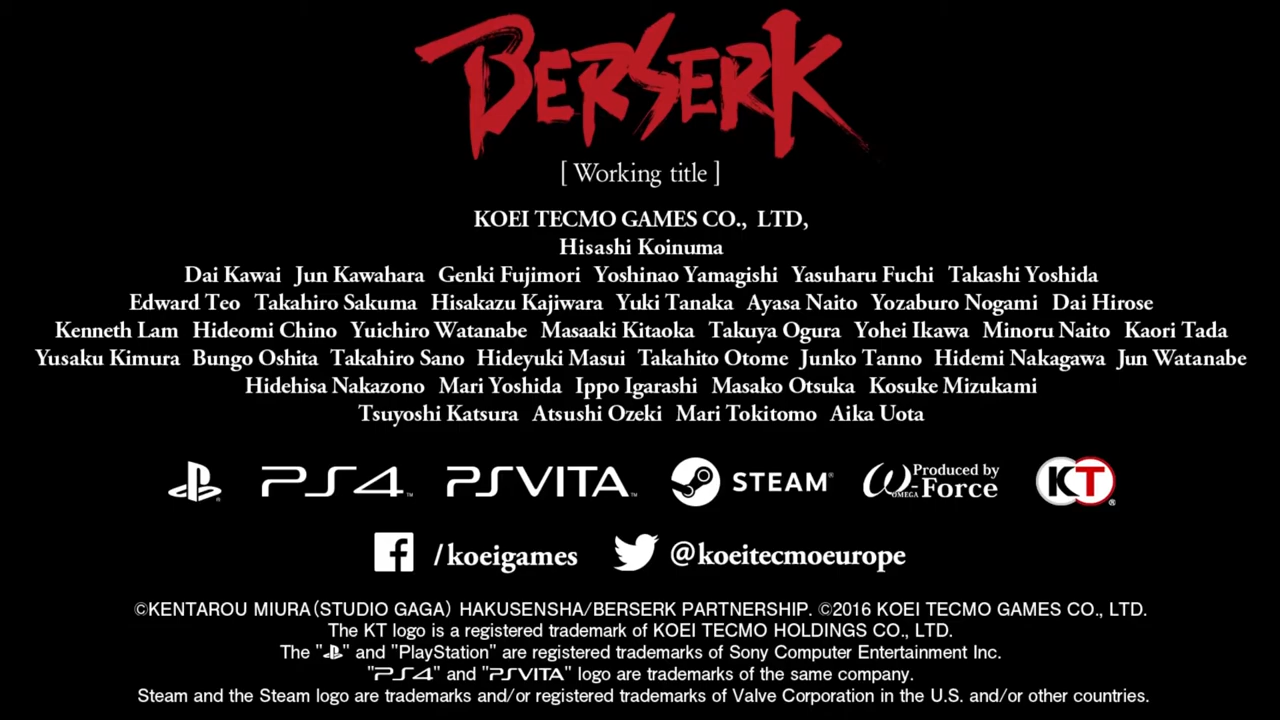 BERSERK
[ Working title ]
KOEI TECMO GAMES CO., LTD,
Hisashi Koinuma
Dai Kawai Jun Kawahara Genki Fujimori Yoshinao Yamagishi Yasuharu Fuchi Takashi Yoshida
Edward Teo Takahiro Sakuma Hisakazu Kajiwara Yuki Tanaka Ayasa Naito Yozaburo Nogami Dai Hirose
Kenneth Lam Hideomi Chino Yuichiro Watanabe Masaaki Kitaoka Takuya Ogura Yohei Ikawa Minoru Naito Kaori Tada
Yusaku Kimura Bungo Oshita Takahiro Sano Hideyuki Masui Takahito Otome Junko Tanno Hidemi Nakagawa Jun Watanabe
Hidehisa Nakazono Mari Yoshida Ippo Igarashi Masako Otsuka Kosuke Mizukami
Tsuyoshi Katsura Atsushi Ozeki Mari Tokitomo Aika Uota
PS4™ PSVITA™ STEAM® ω-Force OMEGA Produced by KT®
/koeigames @koeitecmoeurope
©KENTAROU MIURA(STUDIO GAGA) HAKUSENSHA/BERSERK PARTNERSHIP. ©2016 KOEI TECMO GAMES CO., LTD.
The KT logo is a registered trademark of KOEI TECMO HOLDINGS CO., LTD.
The "PS" and "PlayStation" are registered trademarks of Sony Computer Entertainment Inc.
"PS4" and "PSVITA" logo are trademarks of the same company.
Steam and the Steam logo are trademarks and/or registered trademarks of Valve Corporation in the U.S. and/or other countries.